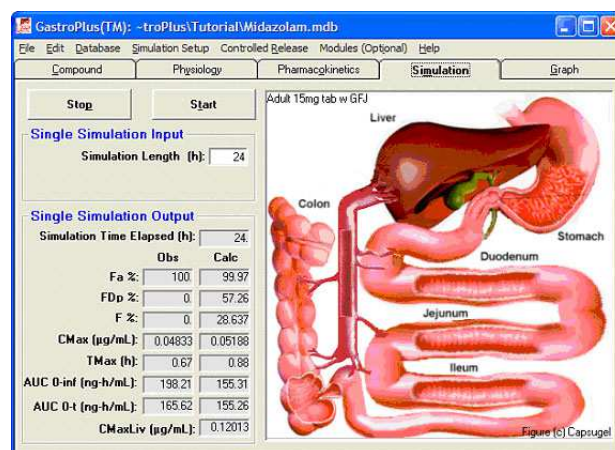 GastroPlus(TM): ~troPlus\Tutorial\Midazolam.mdb
File Edit Database Simulation Setup Controlled Release Modules (Optional) Help
Compound Physiology Pharmacokinetics Simulation Graph
Stop Start
Single Simulation Input
Simulation Length (h): 24
Single Simulation Output
Simulation Time Elapsed (h): 24.
Obs Calc
Fa %: 100. 99.97
FDp %: 0. 57.26
F %: 0. 28.637
CMax (µg/mL): 0.04833 0.05188
TMax (h): 0.67 0.88
AUC 0-inf (ng-h/mL): 198.21 155.31
AUC 0-t (ng-h/mL): 165.62 155.26
CMaxLiv (µg/mL): 0.12013
Adult 15mg tab w GFJ
Liver
Colon
Stomach
Duodenum
Jejunum
Ileum
Figure (c) Capsugel